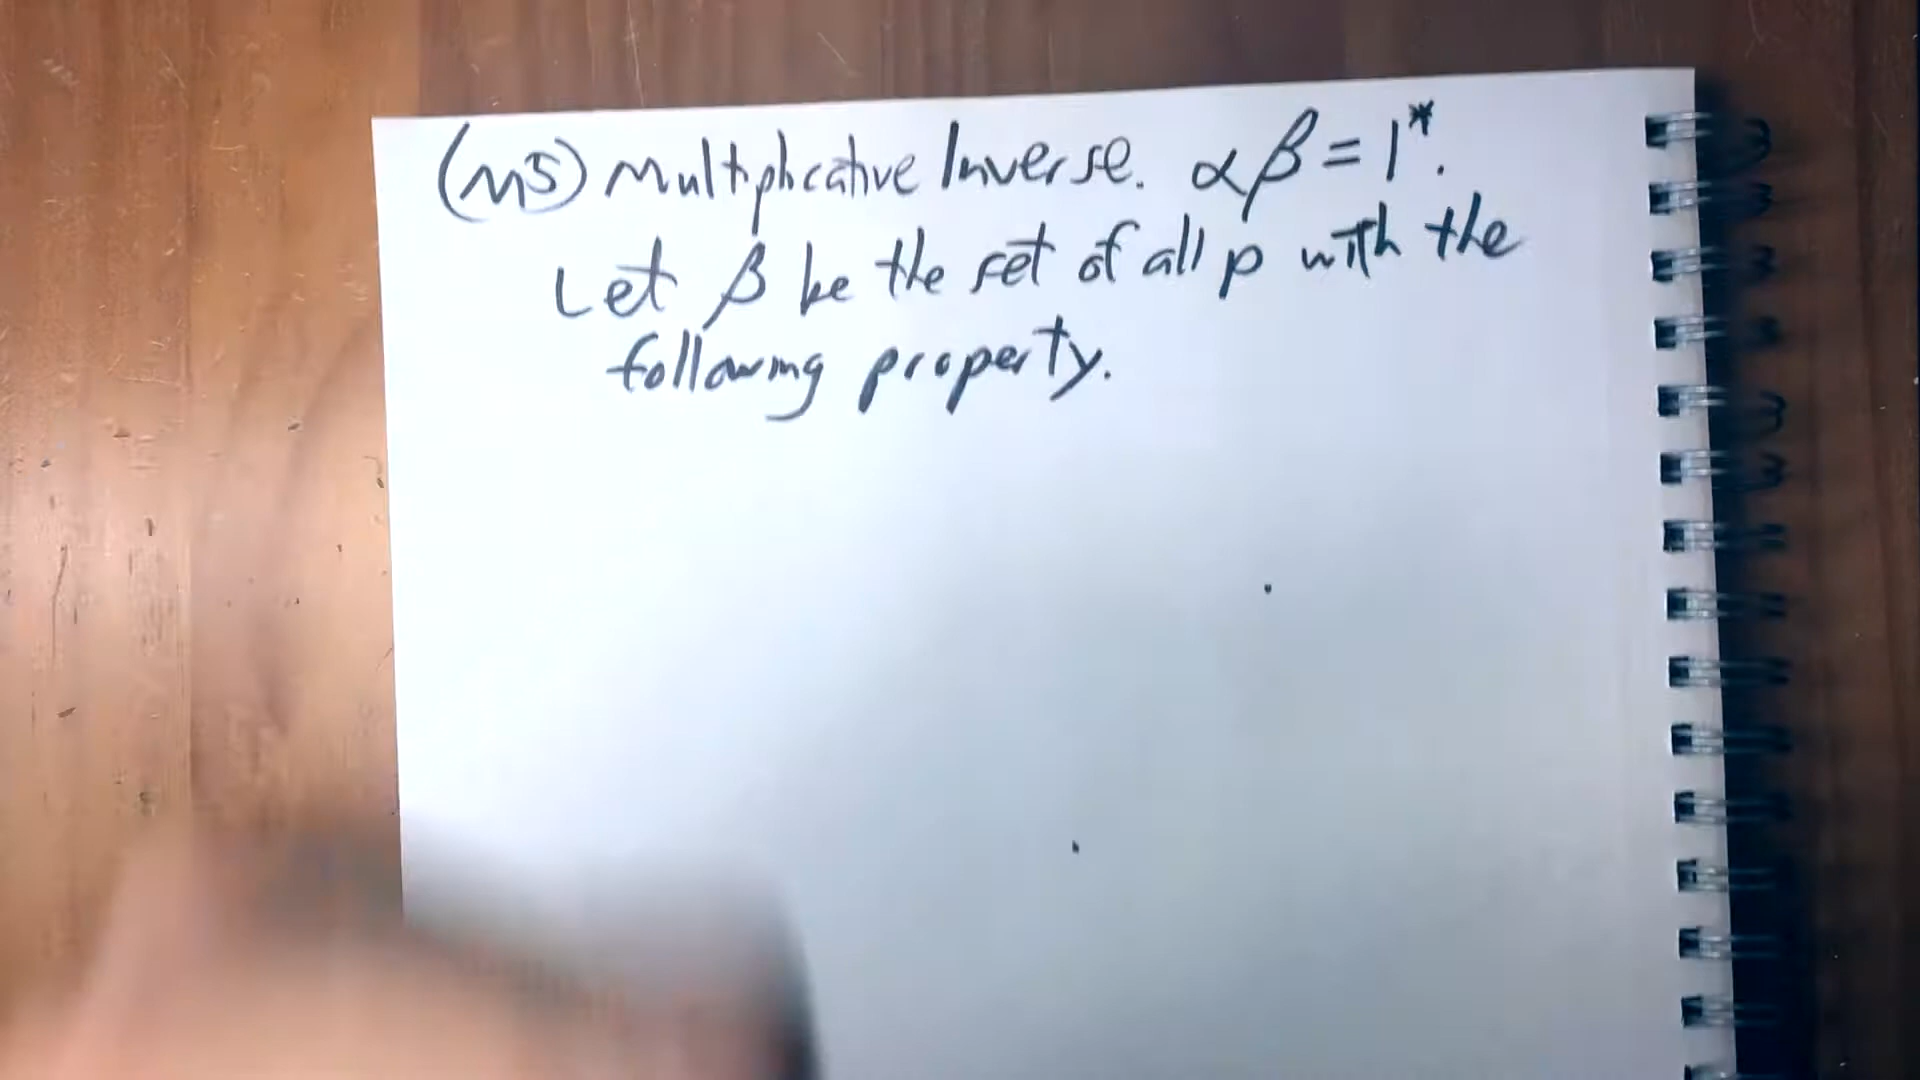 (M5) Multiplicative Inverse. αβ = 1*.
Let β be the set of all p with the
following property.